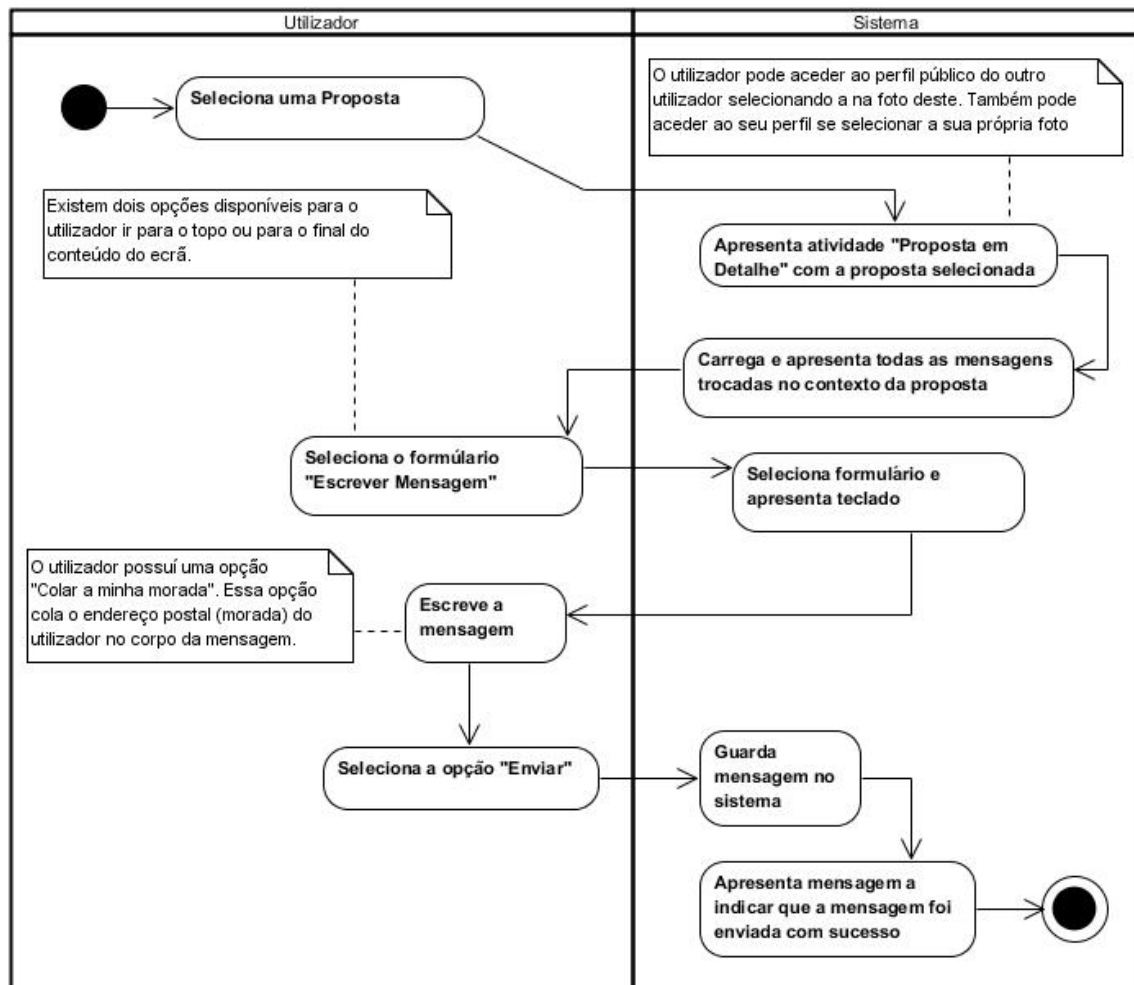 Utilizador
Sistema
Seleciona uma Proposta
O utilizador pode aceder ao perfil público do outro
utilizador selecionando a na foto deste. Também pode
aceder ao seu perfil se selecionar a sua própria foto
Existem dois opções disponíveis para o
utilizador ir para o topo ou para o final do
conteúdo do ecrã.
Apresenta atividade "Proposta em
Detalhe" com a proposta selecionada
Carrega e apresenta todas as mensagens
trocadas no contexto da proposta
Seleciona o formúlario
"Escrever Mensagem"
Seleciona formulário e
apresenta teclado
O utilizador possuí uma opção
"Colar a minha morada". Essa opção
cola o endereço postal (morada) do
utilizador no corpo da mensagem.
Escreve a
mensagem
Seleciona a opção "Enviar"
Guarda
mensagem no
sistema
Apresenta mensagem a
indicar que a mensagem foi
enviada com sucesso